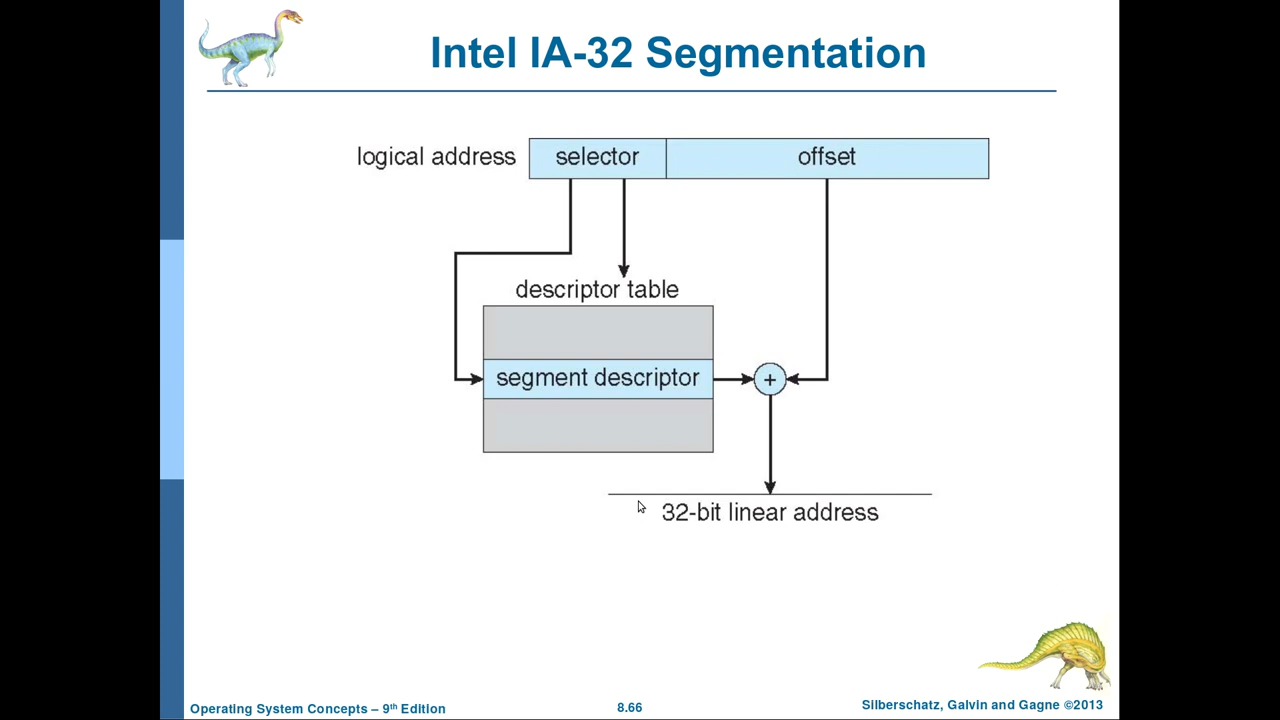 Intel IA-32 Segmentation
logical address selector offset
descriptor table
segment descriptor +
32-bit linear address
Operating System Concepts – 9th Edition 8.66 Silberschatz, Galvin and Gagne ©2013